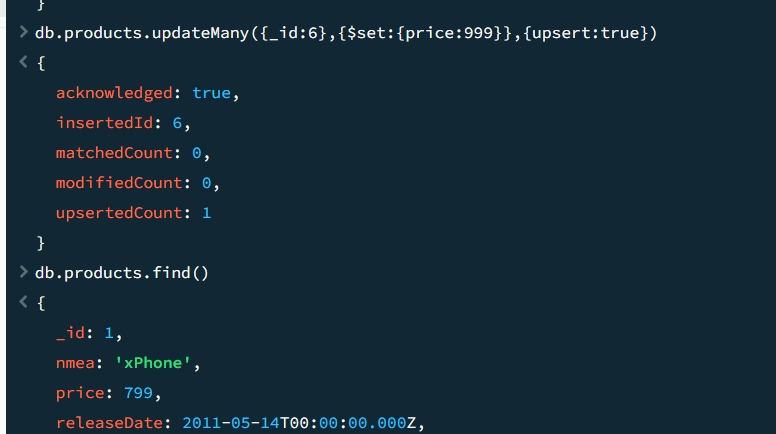 }
> db.products.updateMany({_id:6},{$set:{price:999}},{upsert:true})
< {
acknowledged: true,
insertedId: 6,
matchedCount: 0,
modifiedCount: 0,
upsertedCount: 1
}
> db.products.find()
< {
_id: 1,
nmea: 'xPhone',
price: 799,
releaseDate: 2011-05-14T00:00:00.000Z,